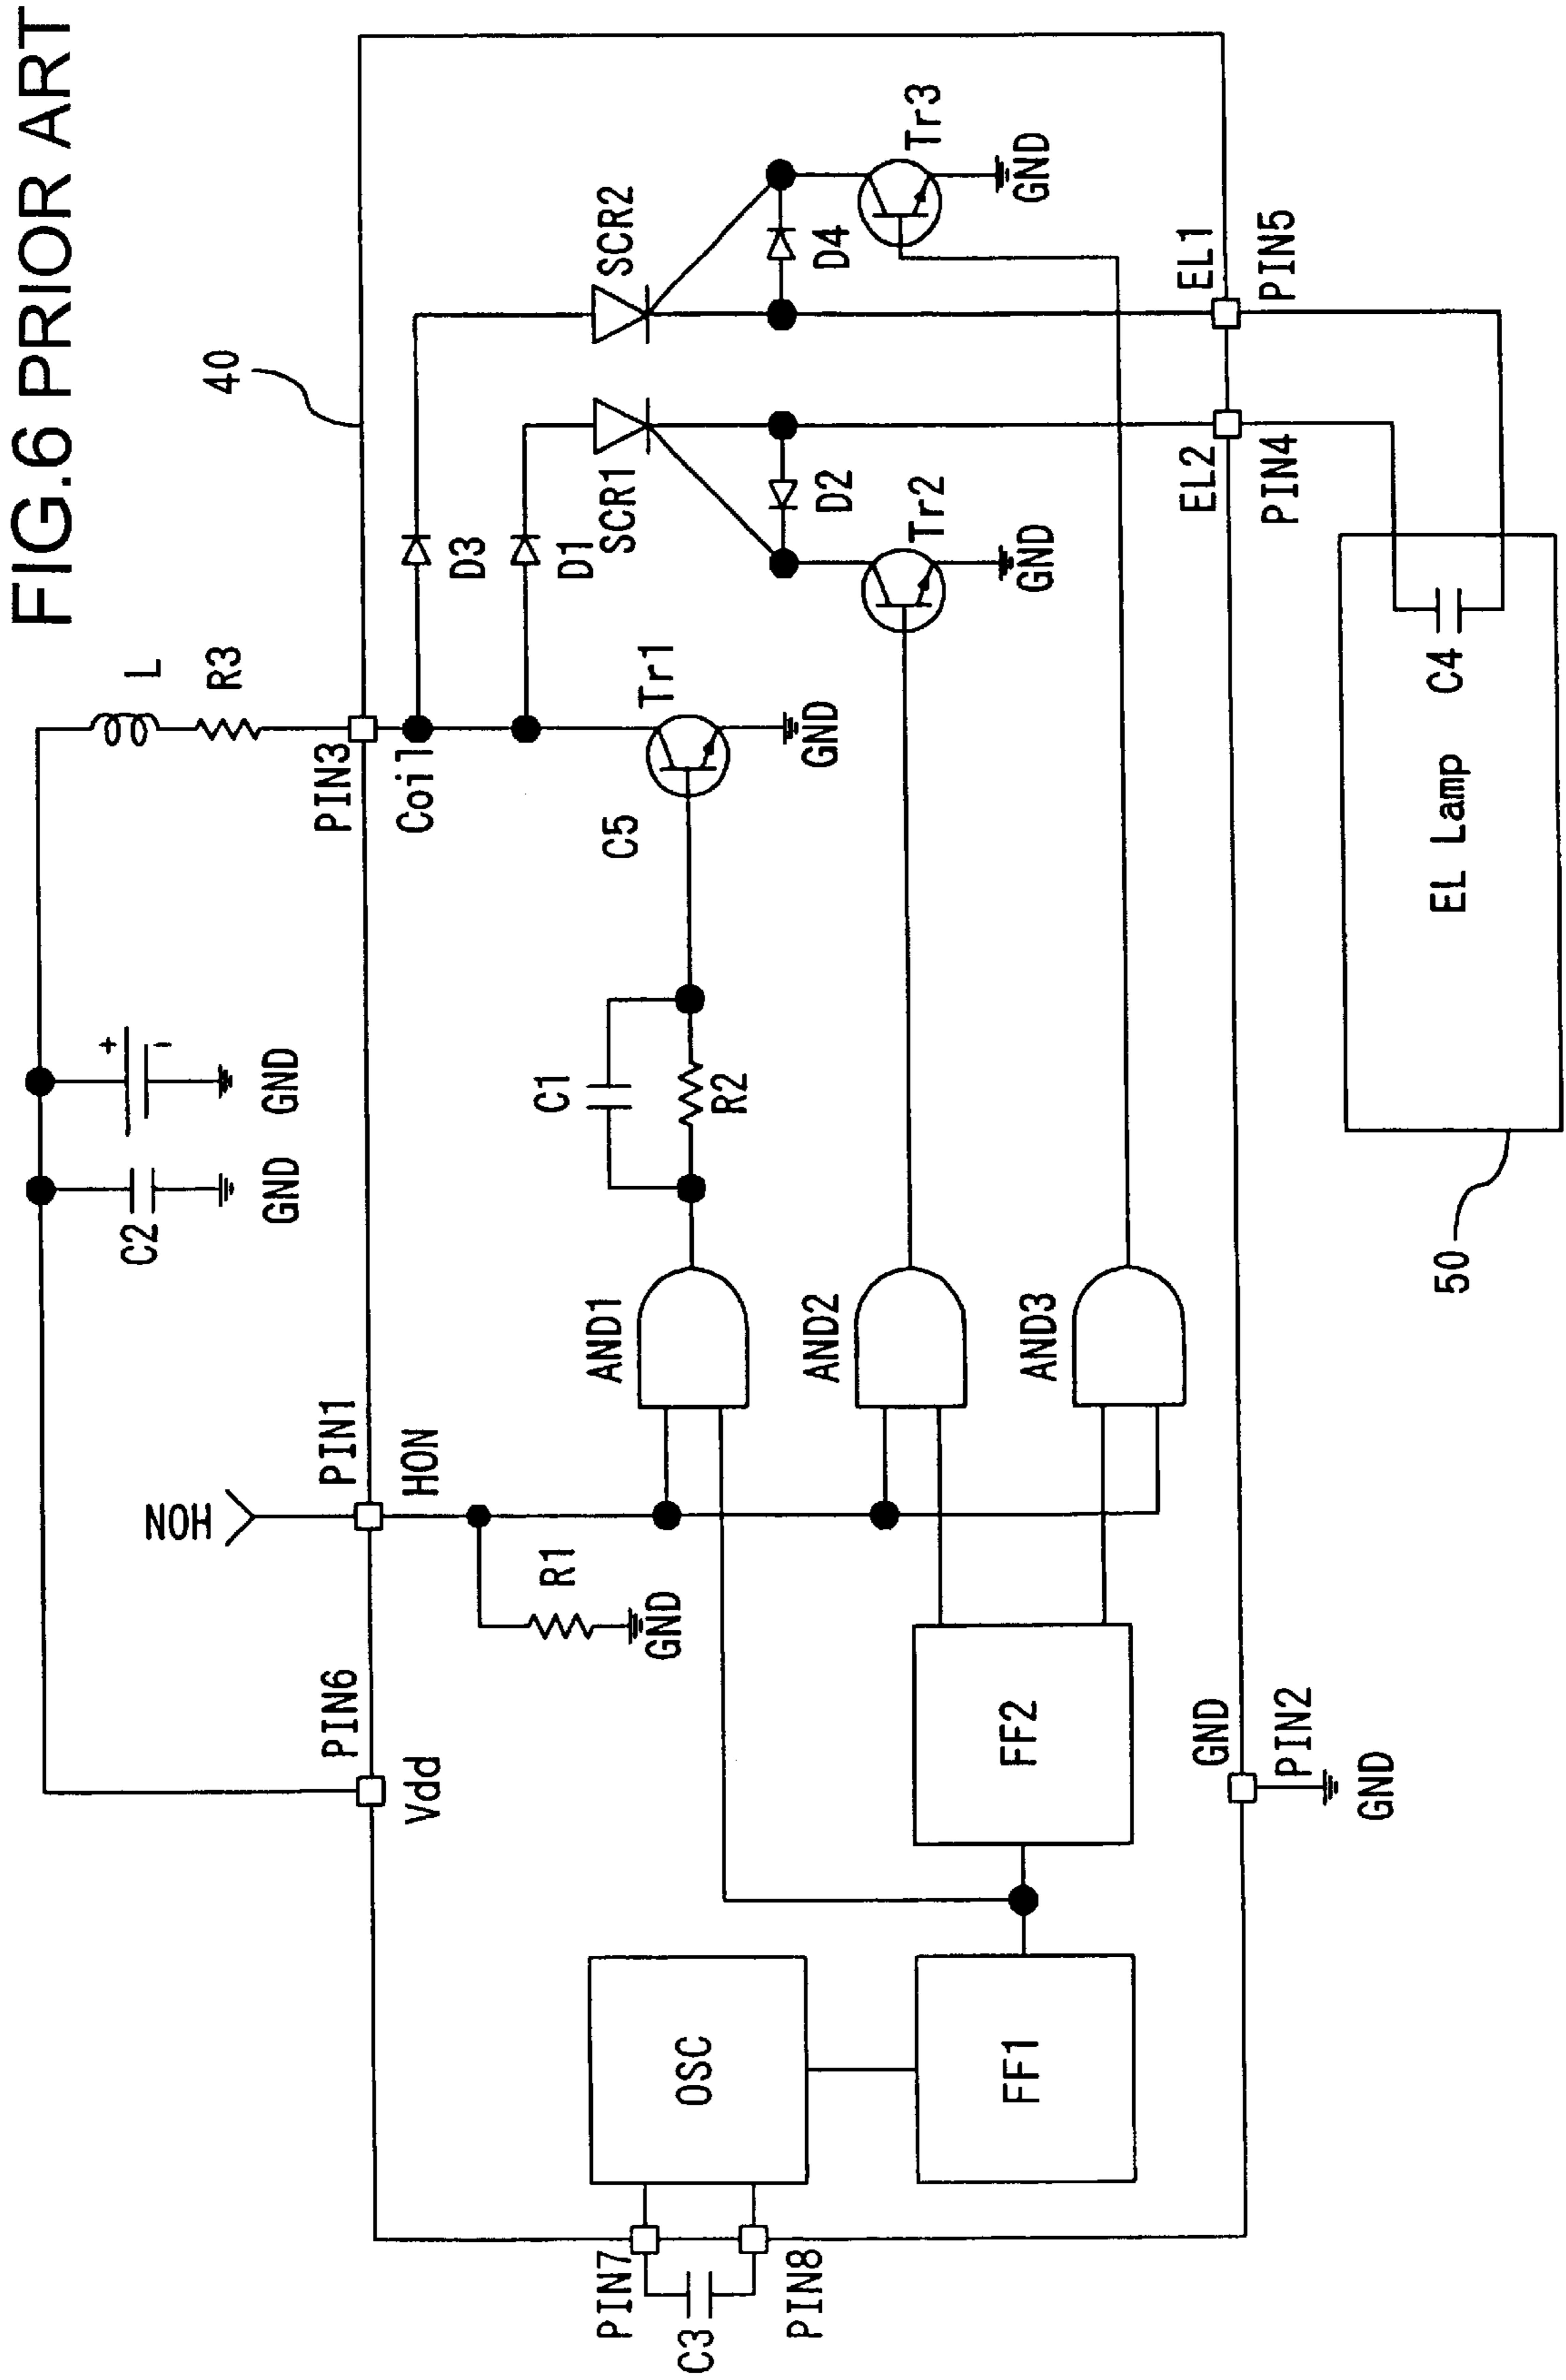 FIG.6 PRIOR ART
C2
GND
GND
+
-
L
R3
40
PIN6
Vdd
HON
PIN1
HON
PIN3
Coil
R1
GND
AND1
C1
R2
C5
Tr1
GND
D3
D1
SCR1
SCR2
D2
D4
Tr2
GND
Tr3
GND
AND2
AND3
PIN7
C3
PIN8
OSC
FF1
FF2
GND
PIN2
GND
EL2
PIN4
EL1
PIN5
50
EL Lamp
C4